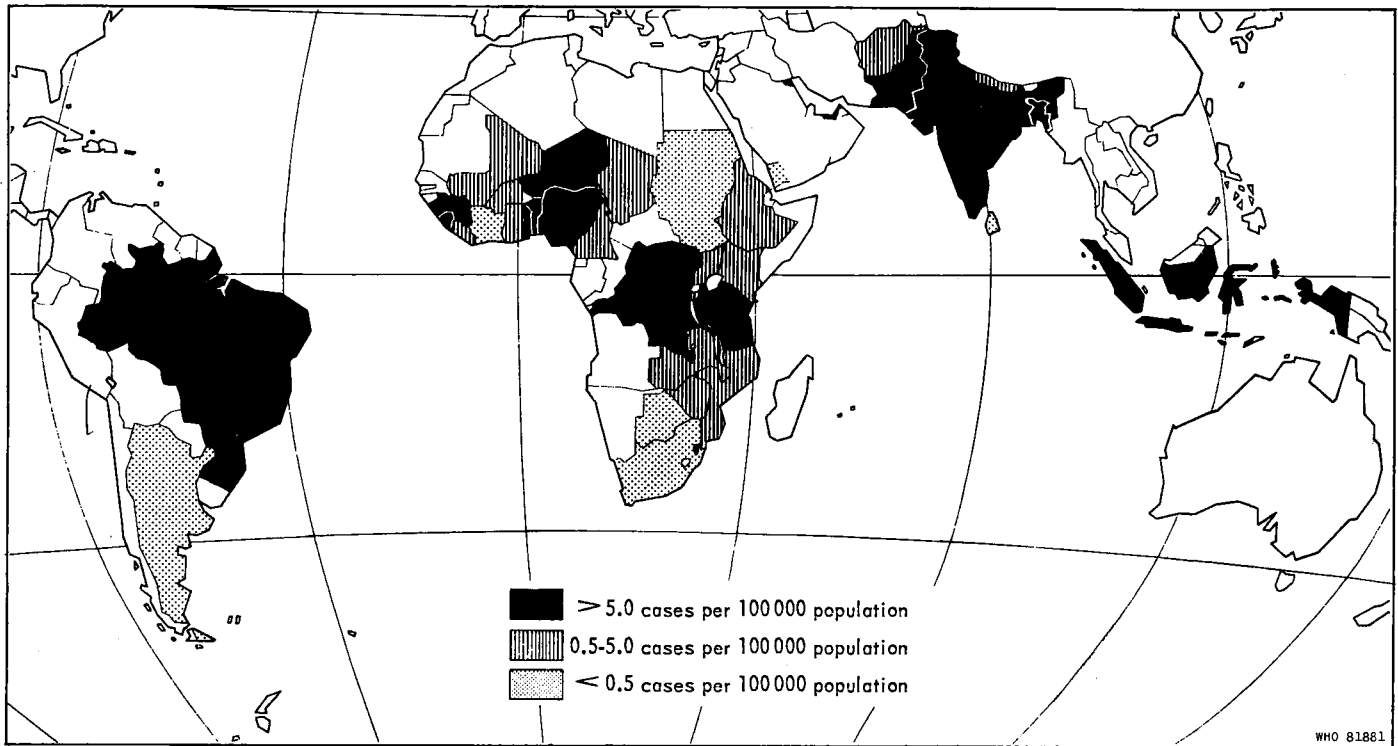 > 5.0 cases per 100 000 population
0.5-5.0 cases per 100 000 population
< 0.5 cases per 100 000 population
WHO 81881